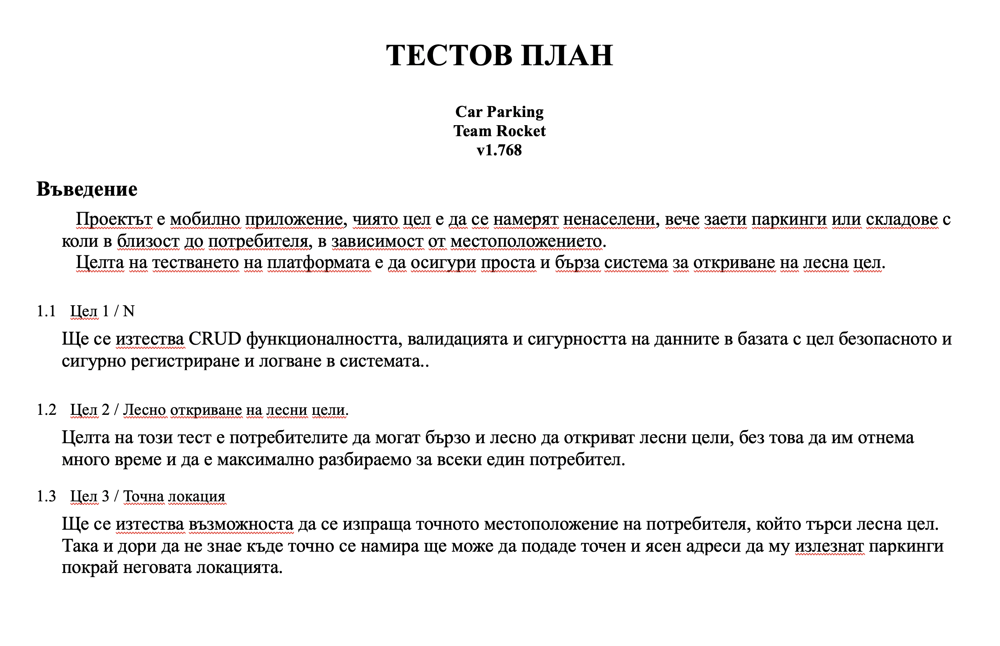 ТЕСТОВ ПЛАН
Car Parking
Team Rocket
v1.768
Въведение
Проектът е мобилно приложение, чиято цел е да се намерят ненаселени, вече заети паркинги или складове с
коли в близост до потребителя, в зависимост от местоположението.
Целта на тестването на платформата е да осигури проста и бърза система за откриване на лесна цел.
1.1 Цел 1 / N
Ще се изтества CRUD функционалността, валидацията и сигурността на данните в базата с цел безопасното и
сигурно регистриране и логване в системата..
1.2 Цел 2 / Лесно откриване на лесни цели.
Целта на този тест е потребителите да могат бързо и лесно да откриват лесни цели, без това да им отнема
много време и да е максимално разбираемо за всеки един потребител.
1.3 Цел 3 / Точна локация
Ще се изтества възможноста да се изпраща точното местоположение на потребителя, който търси лесна цел.
Така и дори да не знае къде точно се намира ще може да подаде точен и ясен адреси да му излезнат паркинги
покрай неговата локацията.